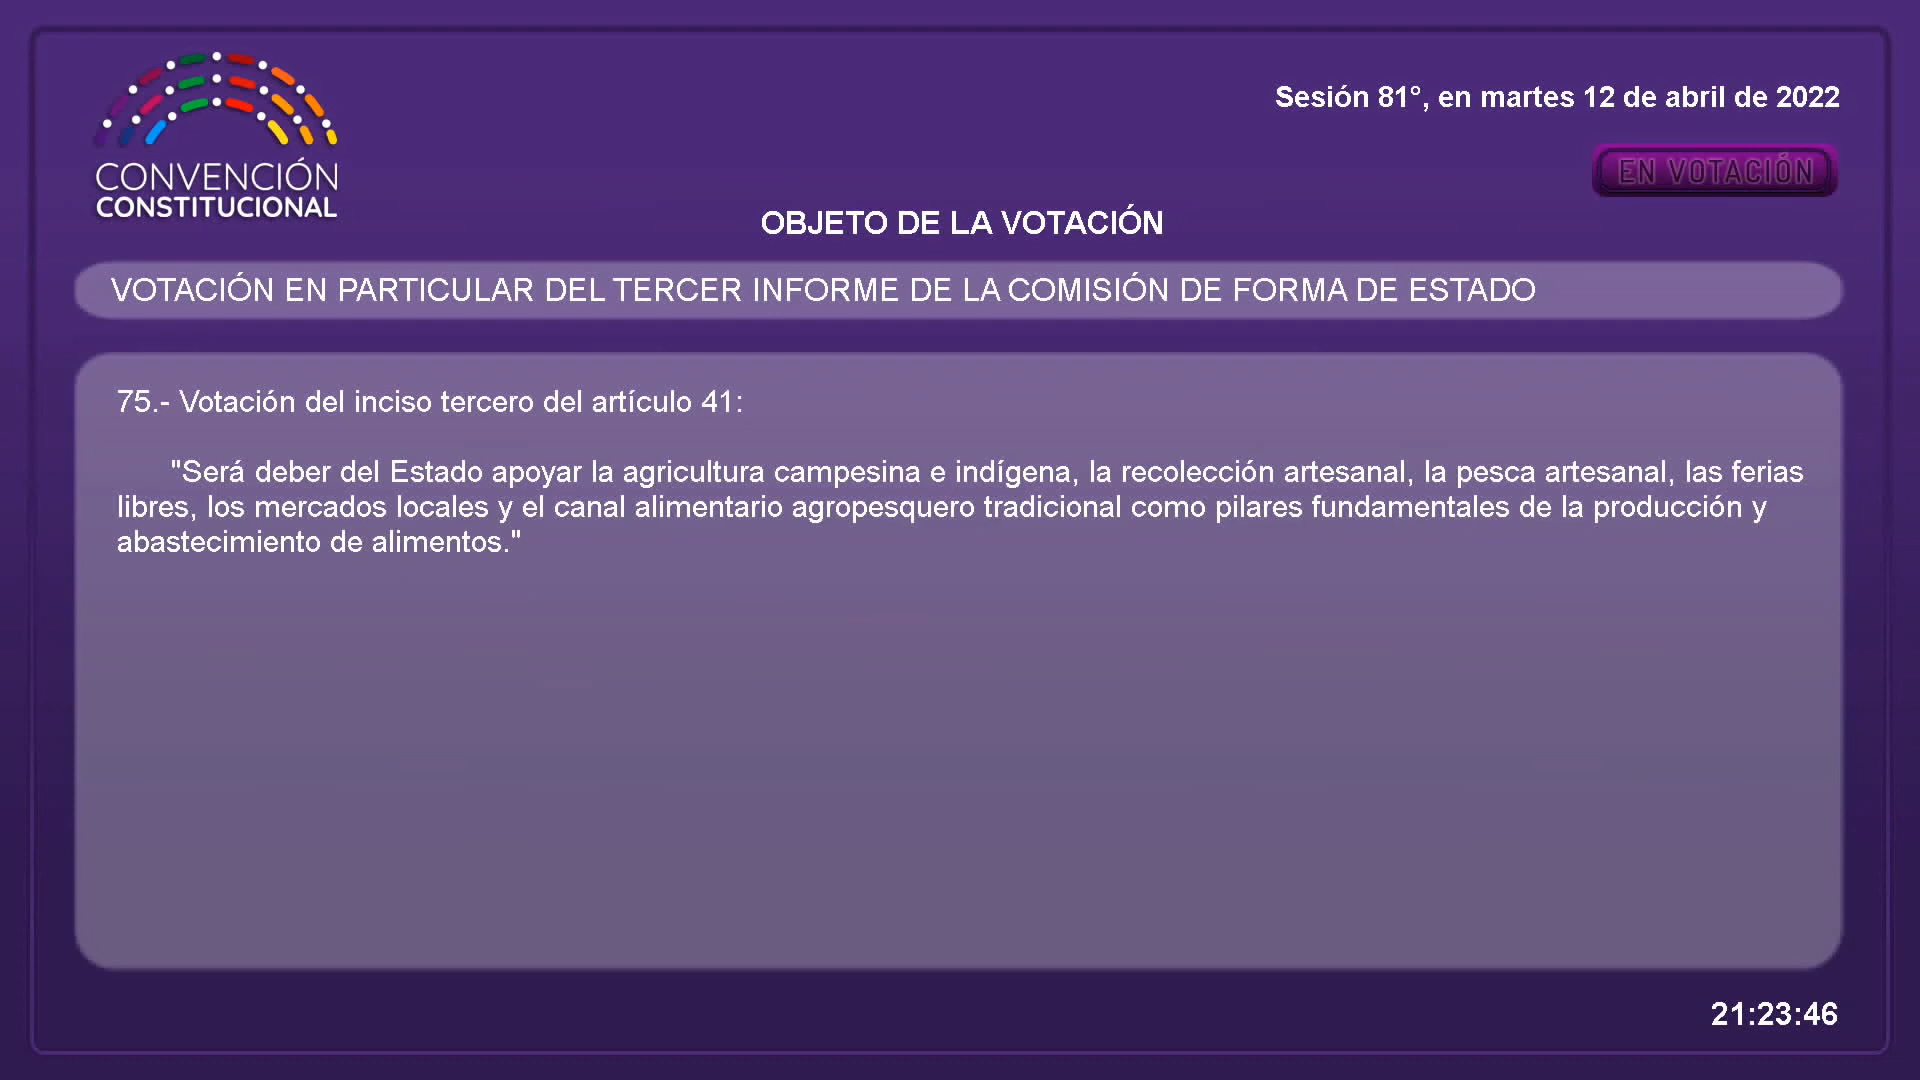 CONVENCIÓN
CONSTITUCIONAL
Sesión 81°, en martes 12 de abril de 2022
EN VOTACIÓN
OBJETO DE LA VOTACIÓN
VOTACIÓN EN PARTICULAR DEL TERCER INFORME DE LA COMISIÓN DE FORMA DE ESTADO
75.- Votación del inciso tercero del artículo 41:
"Será deber del Estado apoyar la agricultura campesina e indígena, la recolección artesanal, la pesca artesanal, las ferias
libres, los mercados locales y el canal alimentario agropesquero tradicional como pilares fundamentales de la producción y
abastecimiento de alimentos."
21:23:46